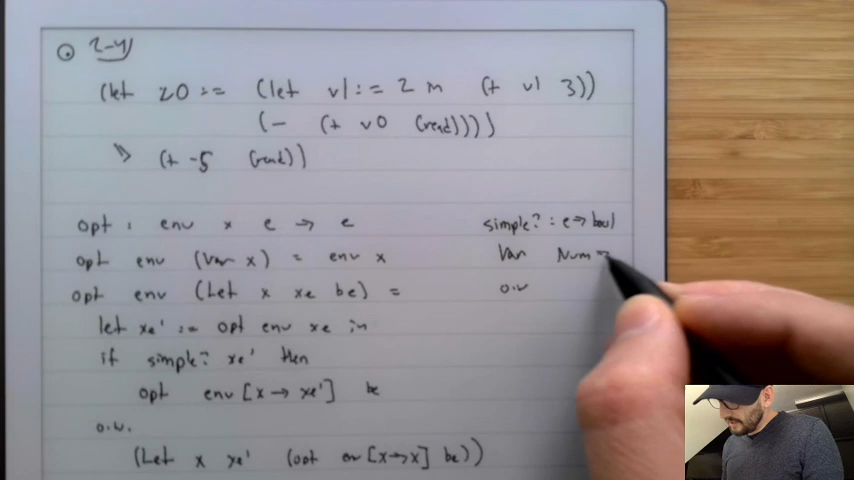 2-4
(let z0 := (let v1 := 2 in (+ v1 3))
(- (+ v0 (read))))
(+ -5 (read))
opt : env x e → e
opt env (Var x) = env x
opt env (Let x xe be) =
let xe' := opt env xe in
if simple? xe' then
opt env [x → xe'] be
o.w.
(Let x xe' (opt env [x→x] be))
simple? : e → bool
Var Num =
o.w